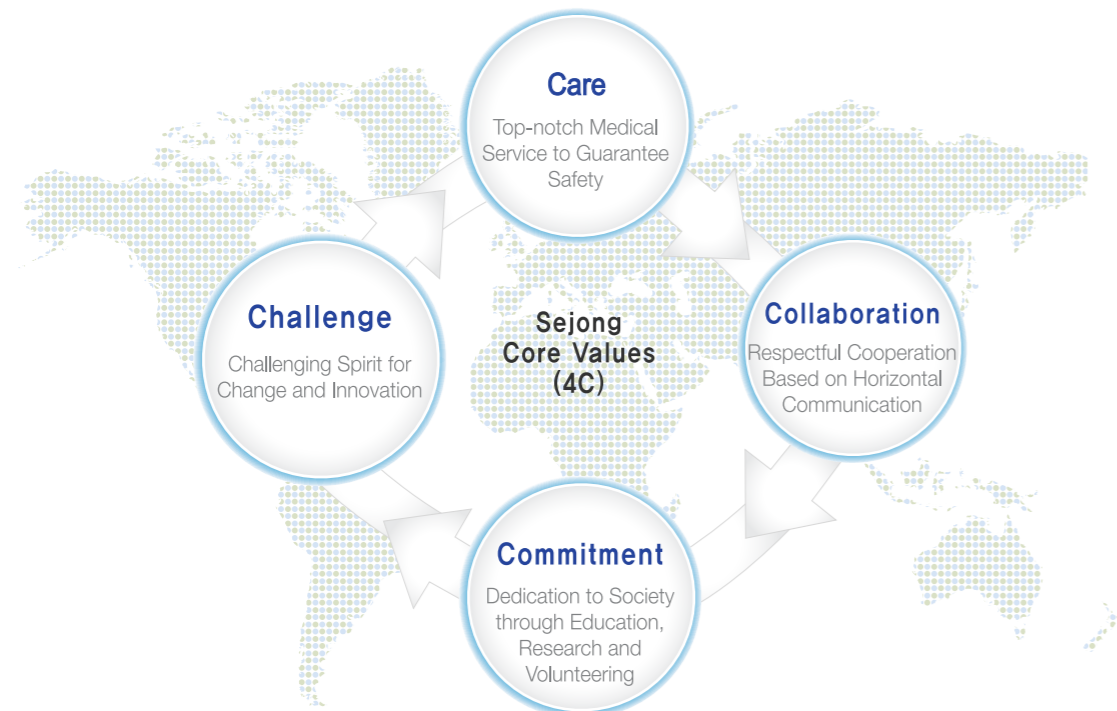 Care
Top-notch Medical
Service to Guarantee
Safety
Challenge
Challenging Spirit for
Change and Innovation
Sejong
Core Values
(4C)
Collaboration
Respectful Cooperation
Based on Horizontal
Communication
Commitment
Dedication to Society
through Education,
Research and
Volunteering